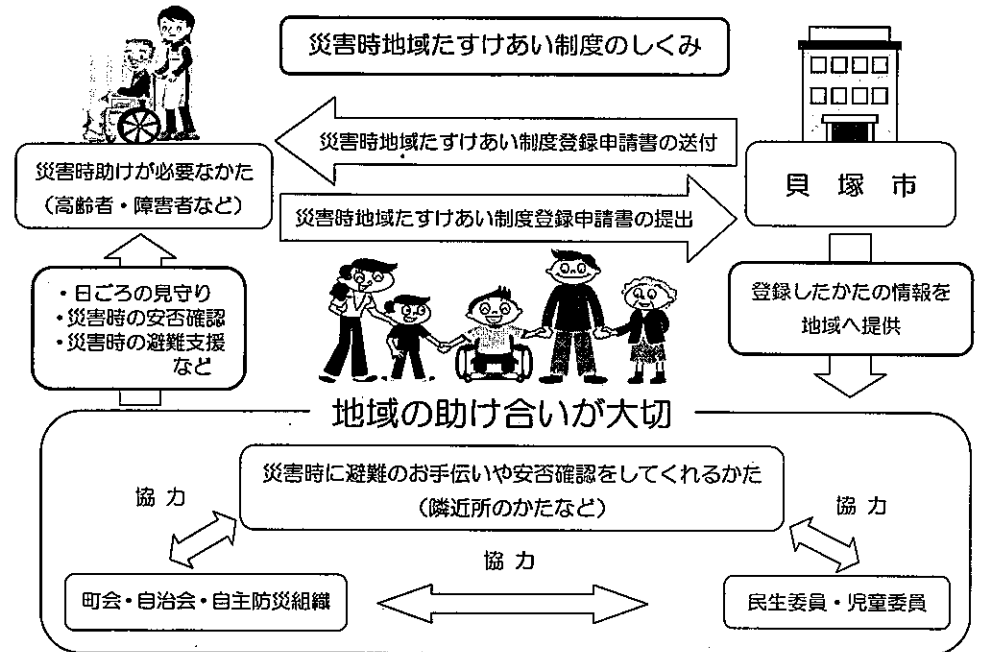 災害時地域たすけあい制度のしくみ
災害時地域たすけあい制度登録申請書の送付
災害時助けが必要なかた
（高齢者・障害者など）
貝塚市
災害時地域たすけあい制度登録申請書の提出
・日ごろの見守り
・災害時の安否確認
・災害時の避難支援
など
登録したかたの情報を
地域へ提供
地域の助け合いが大切
災害時に避難のお手伝いや安否確認をしてくれるかた
（隣近所のかたなど）
協力
協力
協力
町会・自治会・自主防災組織
民生委員・児童委員